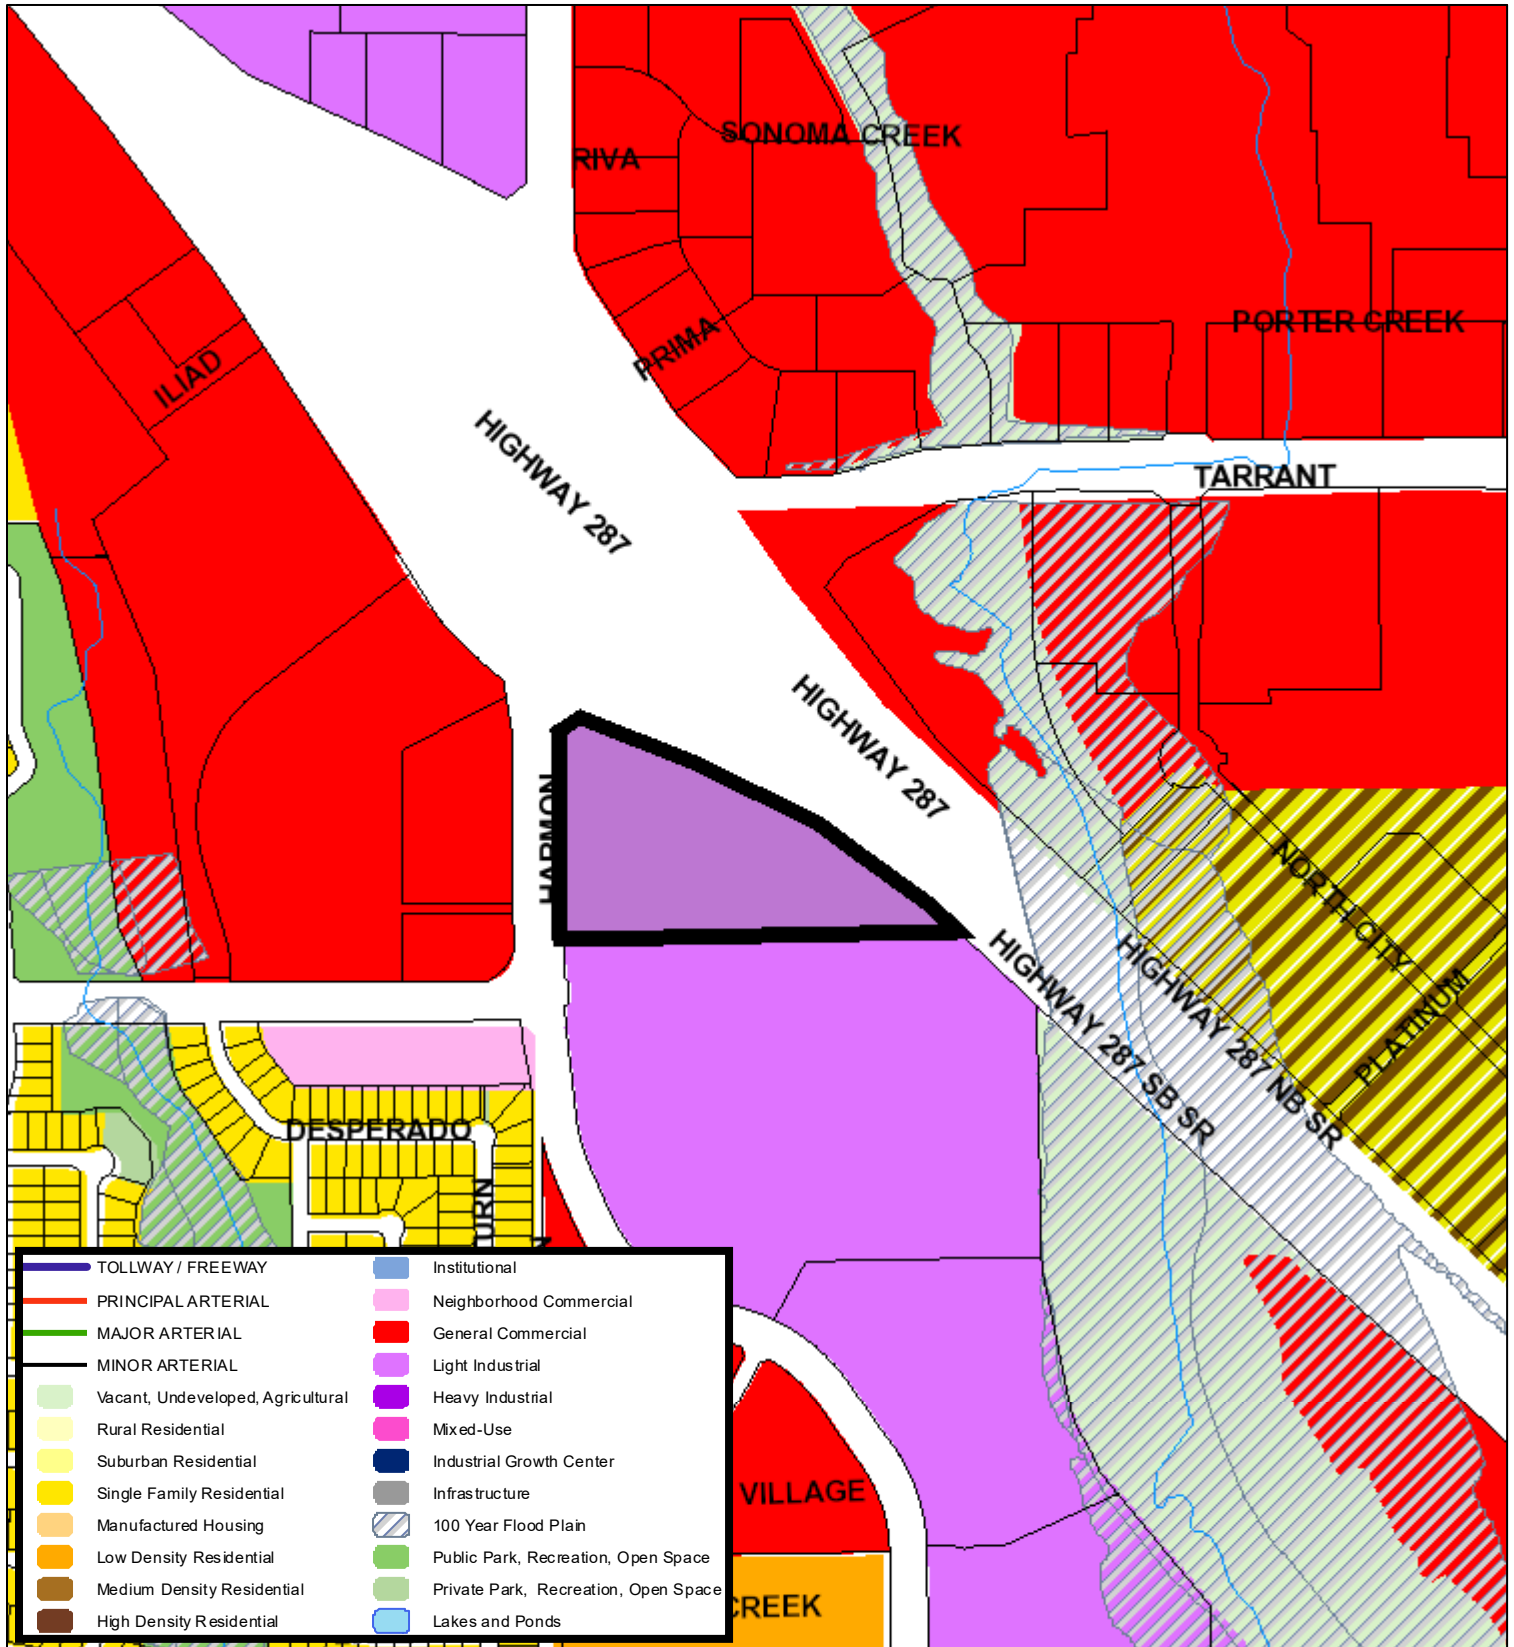 SONOMA CREEK
RIVA
PORTER CREEK
PRIMA
ILIAD
HIGHWAY 287
TARRANT
HIGHWAY 287
HARMON
NORTH CITY
HIGHWAY 287 SB SR
HIGHWAY 287 NB SR
PLATINUM
DESPERADO
URN
N
VILLAGE
CREEK
TOLLWAY / FREEWAY
PRINCIPAL ARTERIAL
MAJOR ARTERIAL
MINOR ARTERIAL
Vacant, Undeveloped, Agricultural
Rural Residential
Suburban Residential
Single Family Residential
Manufactured Housing
Low Density Residential
Medium Density Residential
High Density Residential
Institutional
Neighborhood Commercial
General Commercial
Light Industrial
Heavy Industrial
Mixed-Use
Industrial Growth Center
Infrastructure
100 Year Flood Plain
Public Park, Recreation, Open Space
Private Park, Recreation, Open Space
Lakes and Ponds